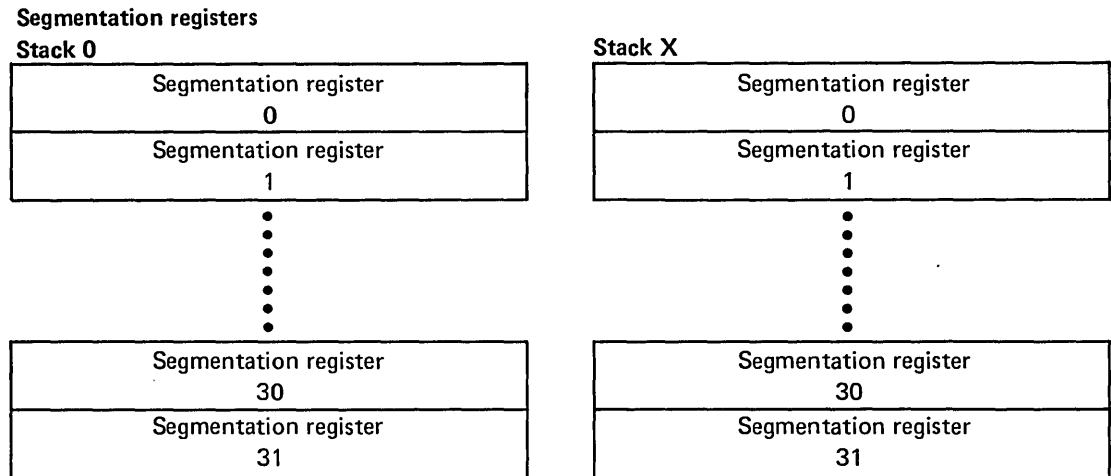 Segmentation registers
Stack 0
Segmentation register
0
Segmentation register
1
Segmentation register
30
Segmentation register
31
Stack X
Segmentation register
0
Segmentation register
1
Segmentation register
30
Segmentation register
31